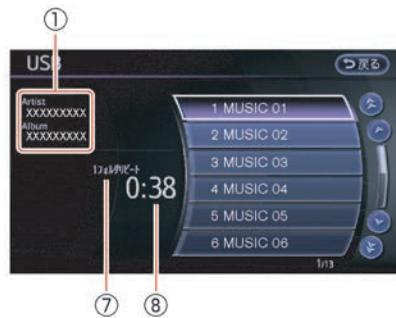 ①
USB
戻る
Artist
XXXXXXXXX
Album
XXXXXXXXX
1フォルダリピート
0:38
1 MUSIC 01
2 MUSIC 02
3 MUSIC 03
4 MUSIC 04
5 MUSIC 05
6 MUSIC 06
1/13
⑦
⑧